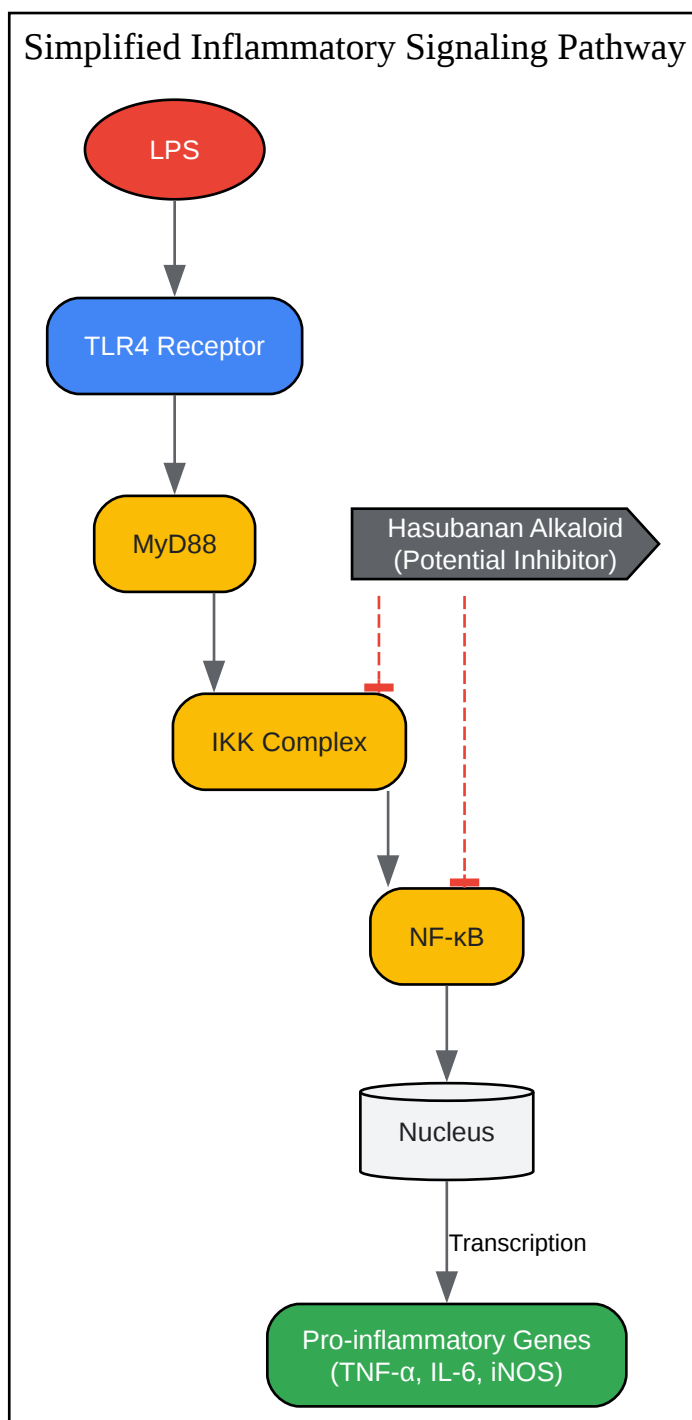 Simplified Inflammatory Signaling Pathway
LPS
TLR4 Receptor
MyD88
Hasubanan Alkaloid
(Potential Inhibitor)
IKK Complex
NF-κB
Nucleus
Transcription
Pro-inflammatory Genes
(TNF-α, IL-6, iNOS)